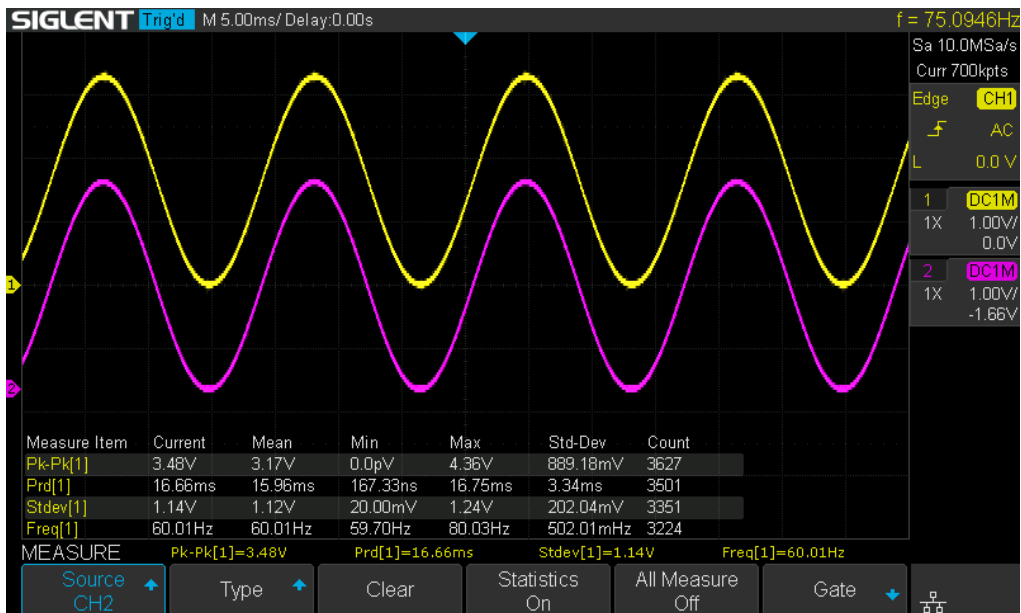 SIGLENT Trig'd M 5.00ms/ Delay:0.00s f = 75.0946Hz
Sa 10.0MSa/s
Curr 700kpts
Edge CH1
AC
L 0.0 V
1 DC1M
1X 1.00V/
0.0V
2 DC1M
1X 1.00V/
-1.66V
1
2
Measure Item Current Mean Min Max Std-Dev Count
Pk-Pk[1] 3.48V 3.17V 0.0pV 4.36V 889.18mV 3627
Prd[1] 16.66ms 15.96ms 167.33ns 16.75ms 3.34ms 3501
Stdev[1] 1.14V 1.12V 20.00mV 1.24V 202.04mV 3351
Freq[1] 60.01Hz 60.01Hz 59.70Hz 80.03Hz 502.01mHz 3224
MEASURE Pk-Pk[1]=3.48V Prd[1]=16.66ms Stdev[1]=1.14V Freq[1]=60.01Hz
Source
CH2
Type
Clear
Statistics
On
All Measure
Off
Gate